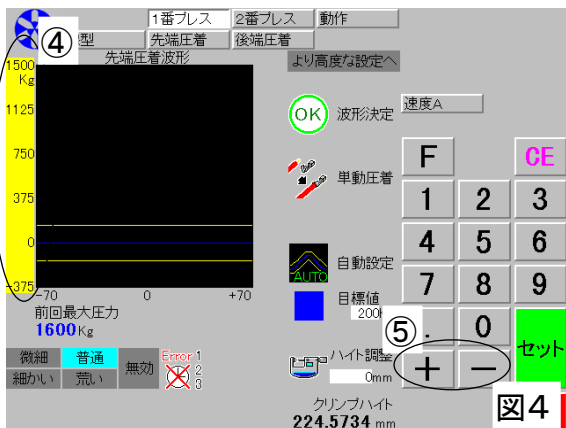 1番プレス 2番プレス 動作
④ 型 先端圧着 後端圧着
先端圧着波形
より高度な設定へ
1500
Kg
1125
750
375
0
-375
-70 0 +70
前回最大圧力
1600Kg
微細 普通 無効 Error 1
細かい 荒い 2
3
OK 波形決定 速度A
単動圧着
AUTO 自動設定
目標値
200
⑤
ハイト調整
0mm
クリンプハイト
224.5734 mm
F CE
1 2 3
4 5 6
7 8 9
. 0 セット
+ −
図4